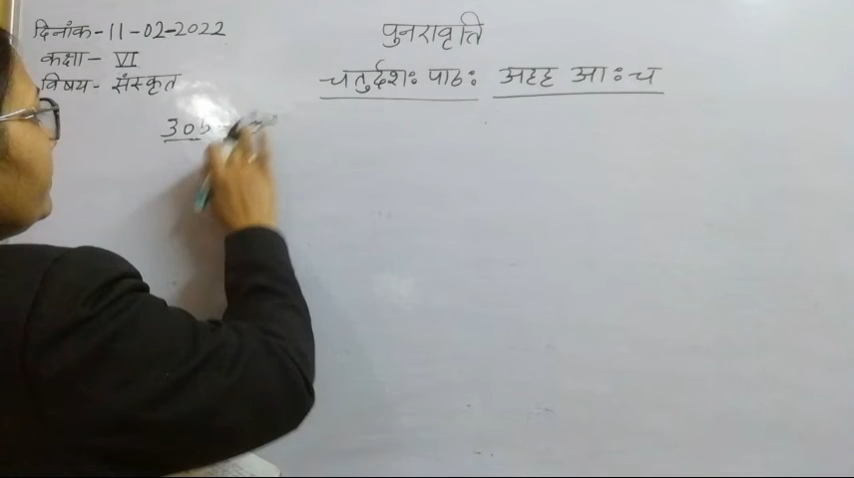 दिनांक-11-02-2022
कक्षा- VI
विषय- संस्कृत
पुनरावृत्ति
चतुर्दशः पाठः अहह आः च